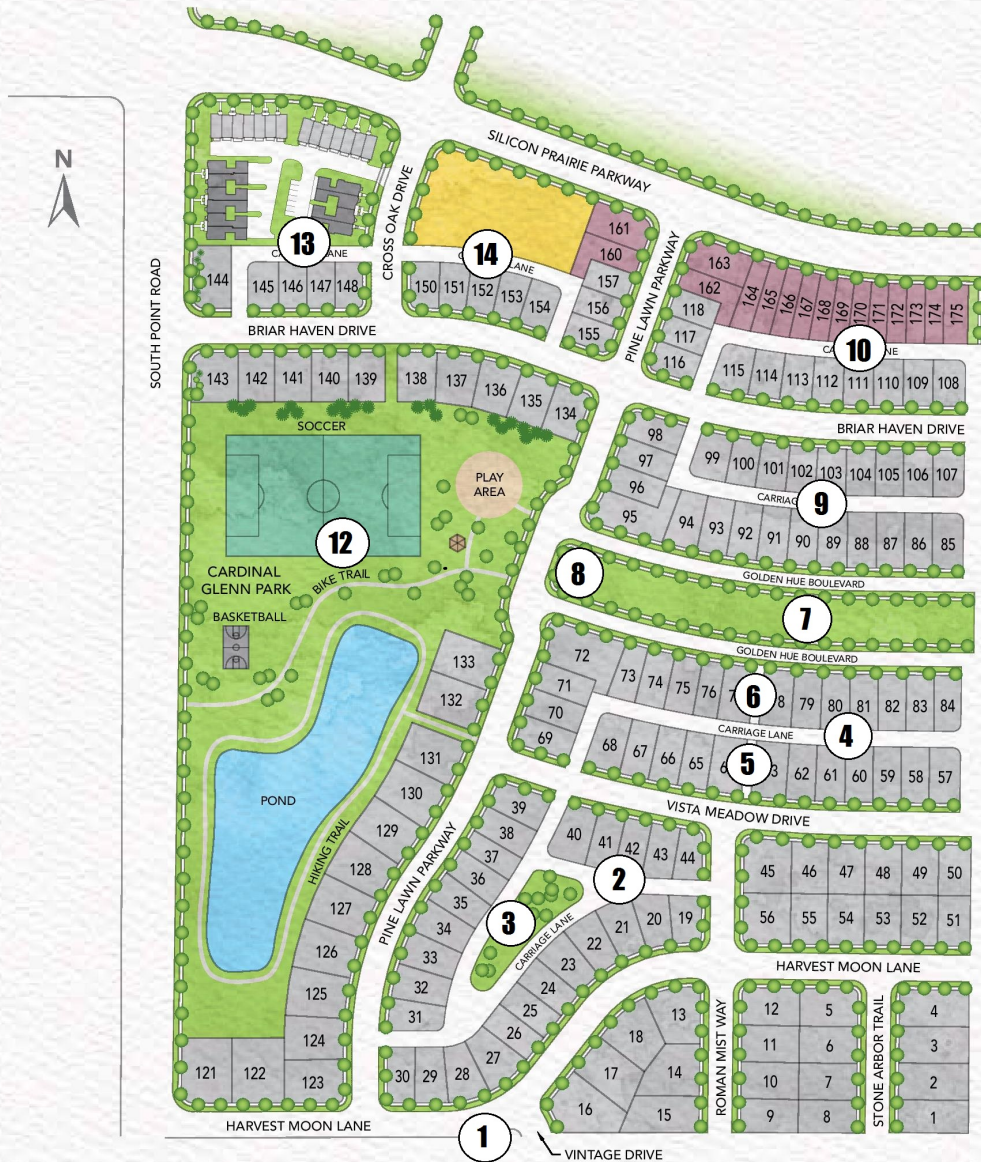 N
SILICON PRAIRIE PARKWAY
CROSS OAK DRIVE
SOUTH POINT ROAD
PINE LAWN PARKWAY
13
14
LANE
161
160
157
156
155
144
145 146 147 148
150 151 152 153 154
BRIAR HAVEN DRIVE
163
162
164 165 166 167 168 169 170 171 172 173 174 175
118
117
116
10
115 114 113 112 111 110 109 108
BRIAR HAVEN DRIVE
143 142 141 140 139
138 137 136 135 134
SOCCER
PLAY
AREA
12
CARDINAL
GLENN PARK
BIKE TRAIL
BASKETBALL
98
97
96
95
99 100 101 102 103 104 105 106 107
9
94 93 92 91 90 89 88 87 86 85
GOLDEN HUE BOULEVARD
8
7
GOLDEN HUE BOULEVARD
133
132
72
71
70
69
73 74 75 76
6
79 80 81 82 83 84
CARRIAGE LANE
4
68 67 66 65
5
62 61 60 59 58 57
VISTA MEADOW DRIVE
POND
HIKING TRAIL
131
130
129
128
127
126
125
124
123
121 122
PINE LAWN PARKWAY
39
38
37
36
35
34
33
32
31
40 41 42 43 44
2
3
CARRIAGE LANE
19
20
21
22
23
24
25
26
27
28
29
30
45 46 47 48 49 50
56 55 54 53 52 51
HARVEST MOON LANE
13
18
17
14
16
15
ROMAN MIST WAY
12 5
11 6
10 7
9 8
STONE ARBOR TRAIL
4
3
2
1
HARVEST MOON LANE
1
VINTAGE DRIVE